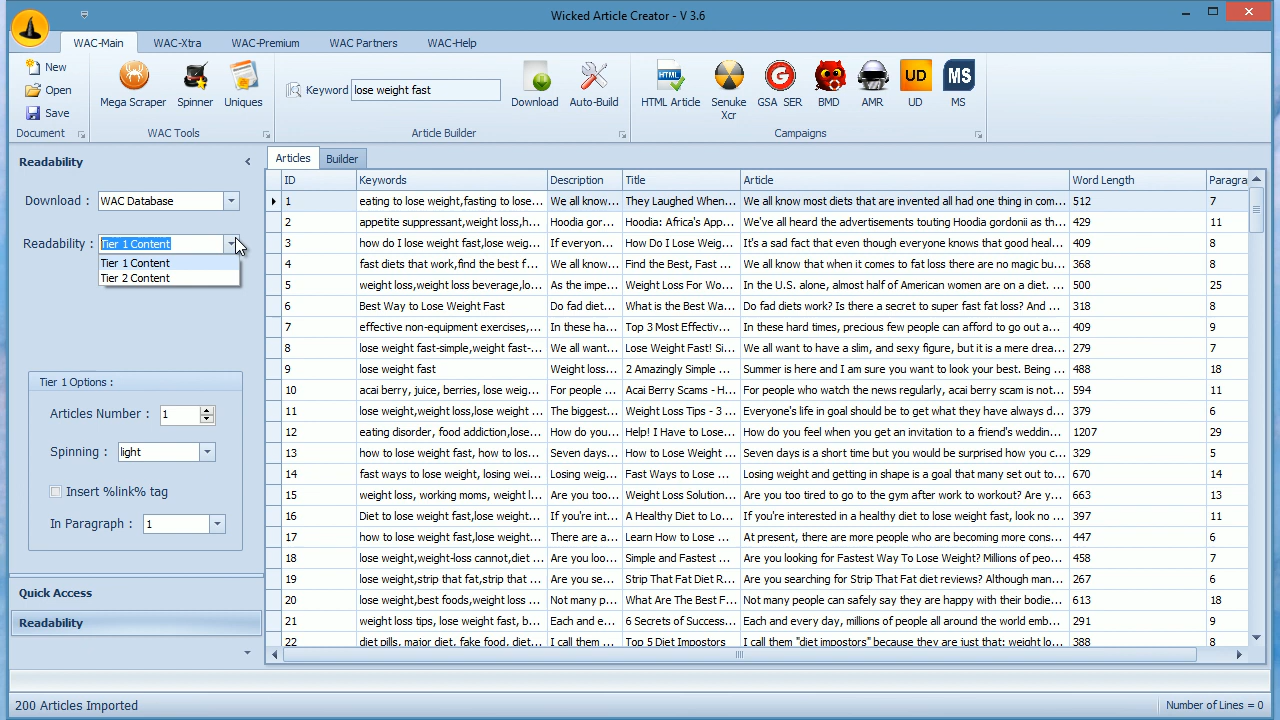 Wicked Article Creator - V 3.6
WAC-Main WAC-Xtra WAC-Premium WAC Partners WAC-Help
New
Open
Save
Document
Mega Scraper Spinner Uniques
WAC Tools
Keyword lose weight fast
Download Auto-Build
Article Builder
HTML HTML Article
Senuke Xcr
G GSA SER
BMD
AMR
UD UD
MS MS
Campaigns
Readability
Download : WAC Database
Readability : Tier 1 Content
Tier 1 Content
Tier 2 Content
Tier 1 Options :
Articles Number : 1
Spinning : light
Insert %link% tag
In Paragraph : 1
Quick Access
Readability
Articles Builder
ID Keywords Description Title Article Word Length Paragra
1 eating to lose weight,fasting to lose... We all know... They Laughed When... We all know most diets that are invented all had one thing in com... 512 7
2 appetite suppressant,weight loss,h... Hoodia gor... Hoodia: Africa's App... We've all heard the advertisements touting Hoodia gordonii as th... 429 11
3 how do I lose weight fast,lose weig... If everyon... How Do I Lose Weig... It's a sad fact that even though everyone knows that good heal... 409 8
4 fast diets that work,find the best f... We all know... Find the Best, Fast ... We all know that when it comes to fat loss there are no magic bu... 368 8
5 weight loss,weight loss beverage,lo... As the impe... Weight Loss For Wo... In the U.S. alone, almost half of American women are on a diet. ... 500 25
6 Best Way to Lose Weight Fast Do fad diet... What is the Best Wa... Do fad diets work? Is there a secret to super fast fat loss? And ... 318 8
7 effective non-equipment exercises,... In these ha... Top 3 Most Effectiv... In these hard times, precious few people can afford to go out a... 409 9
8 lose weight fast-simple,weight fast-... We all want... Lose Weight Fast! Si... We all want to have a slim, and sexy figure, but it is a mere drea... 279 7
9 lose weight fast Weight loss... 2 Amazingly Simple ... Summer is here and I am sure you want to look your best. Being ... 488 18
10 acai berry, juice, berries, lose weig... For people ... Acai Berry Scams - H... For people who watch the news regularly, acai berry scam is not... 594 11
11 lose weight,weight loss,lose weight ... The biggest... Weight Loss Tips - 3 ... Everyone's life in goal should be to get what they have always d... 379 6
12 eating disorder, food addiction,lose... How do you... Help! I Have to Lose... How do you feel when you get an invitation to a friend's weddin... 1207 29
13 how to lose weight fast, how to los... Seven days... How to Lose Weight ... Seven days is a short time but you would be surprised how you c... 329 5
14 fast ways to lose weight, losing wei... Losing weig... Fast Ways to Lose ... Losing weight and getting in shape is a goal that many set out to... 670 14
15 weight loss, working moms, weight l... Are you too... Weight Loss Solution... Are you too tired to go to the gym after work to workout? Are y... 663 13
16 Diet to lose weight fast,lose weight... If you're int... A Healthy Diet to Lo... If you're interested in a healthy diet to lose weight fast, look no ... 397 11
17 how to lose weight fast,lose weight... There are a... Learn How to Lose ... At present, there are more people who are becoming more cons... 447 6
18 lose weight,weight-loss cannot,diet ... Are you loo... Simple and Fastest ... Are you looking for Fastest Way To Lose Weight? Millions of peo... 458 7
19 lose weight,strip that fat,strip that ... Are you se... Strip That Fat Diet R... Are you searching for Strip That Fat diet reviews? Although man... 267 6
20 lose weight,best foods,weight loss ... Not many p... What Are The Best F... Not many people can safely say they are happy with their bodie... 613 18
21 weight loss tips, lose weight fast, b... Each and e... 6 Secrets of Success... Each and every day, millions of people all around the world emb... 291 9
22 diet pills, major diet, fake food, diet... I call them ... Top 5 Diet Impostors I call them "diet impostors" because they are just that: weight lo... 388 8
200 Articles Imported
Number of Lines = 0